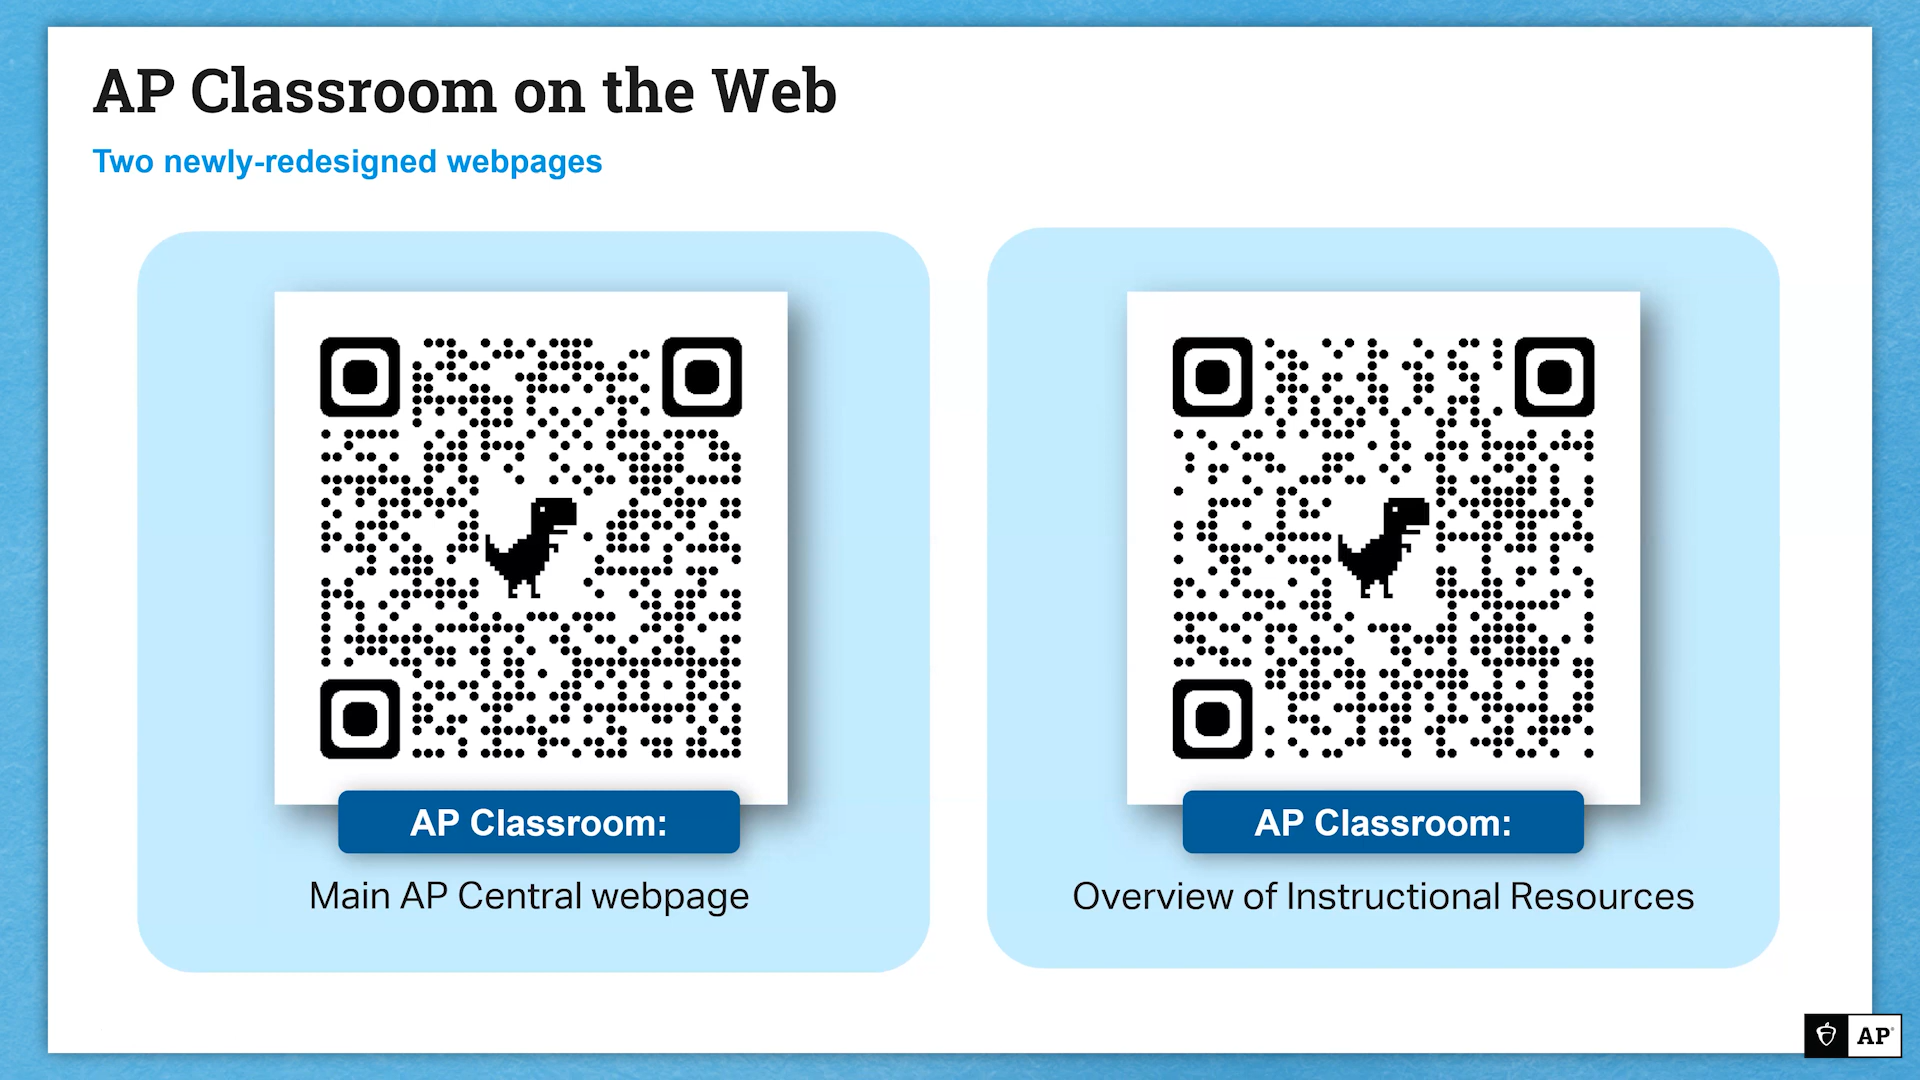 AP Classroom on the Web
Two newly-redesigned webpages
AP Classroom:
Main AP Central webpage
AP Classroom:
Overview of Instructional Resources
AP®